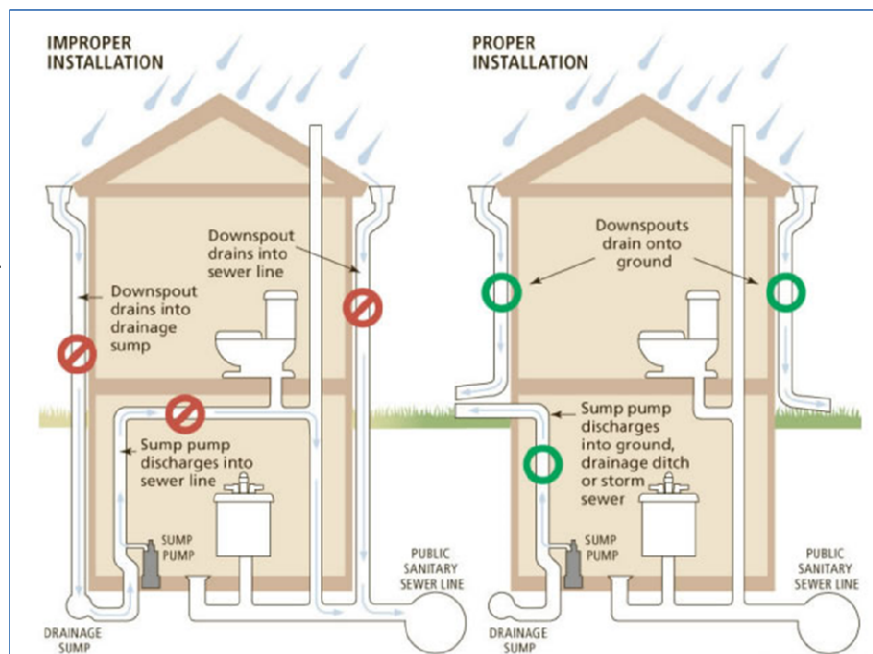 IMPROPER
INSTALLATION
Downspout
drains into
sewer line
Downspout
drains into
drainage
sump
Sump pump
discharges into
sewer line
SUMP
PUMP
DRAINAGE
SUMP
PUBLIC
SANITARY
SEWER LINE
PROPER
INSTALLATION
Downspouts
drain onto
ground
Sump pump
discharges
into ground,
drainage ditch
or storm
sewer
SUMP
PUMP
DRAINAGE
SUMP
PUBLIC
SANITARY
SEWER LINE